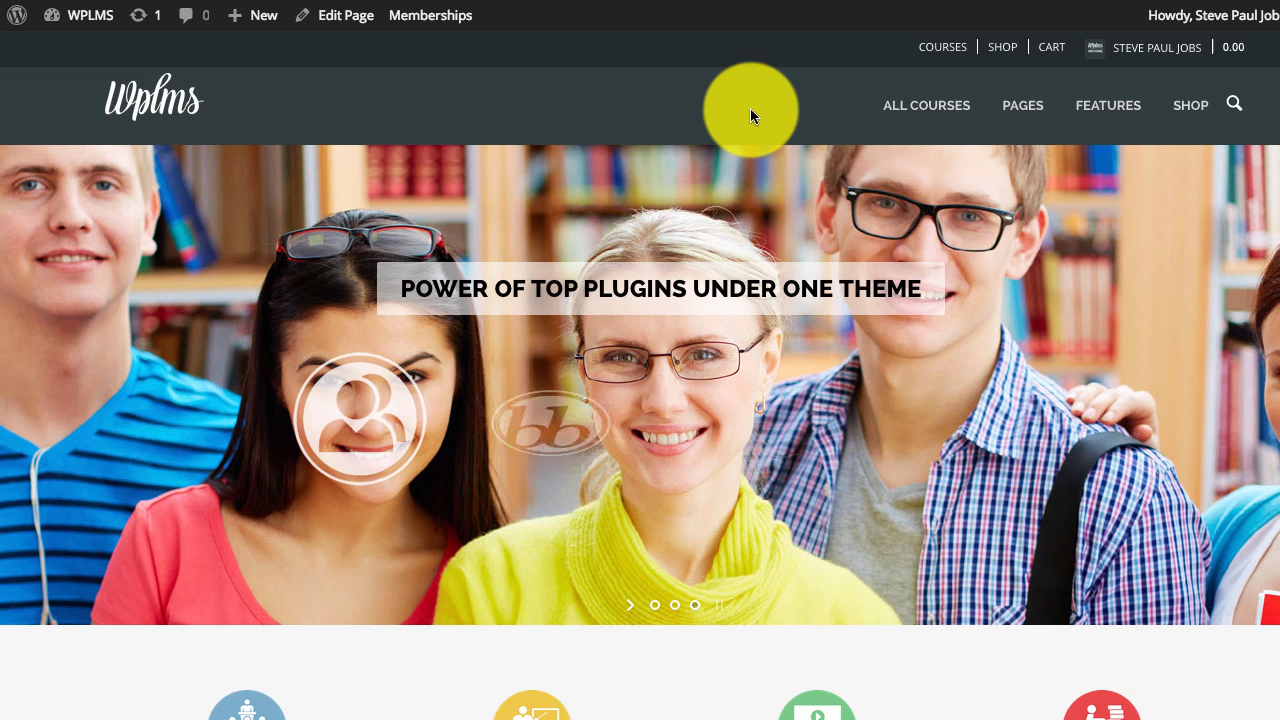 WPLMS 1 0 New Edit Page Memberships Howdy, Steve Paul Job
COURSES SHOP CART STEVE PAUL JOBS 0.00
Wplms ALL COURSES PAGES FEATURES SHOP
POWER OF TOP PLUGINS UNDER ONE THEME
bb